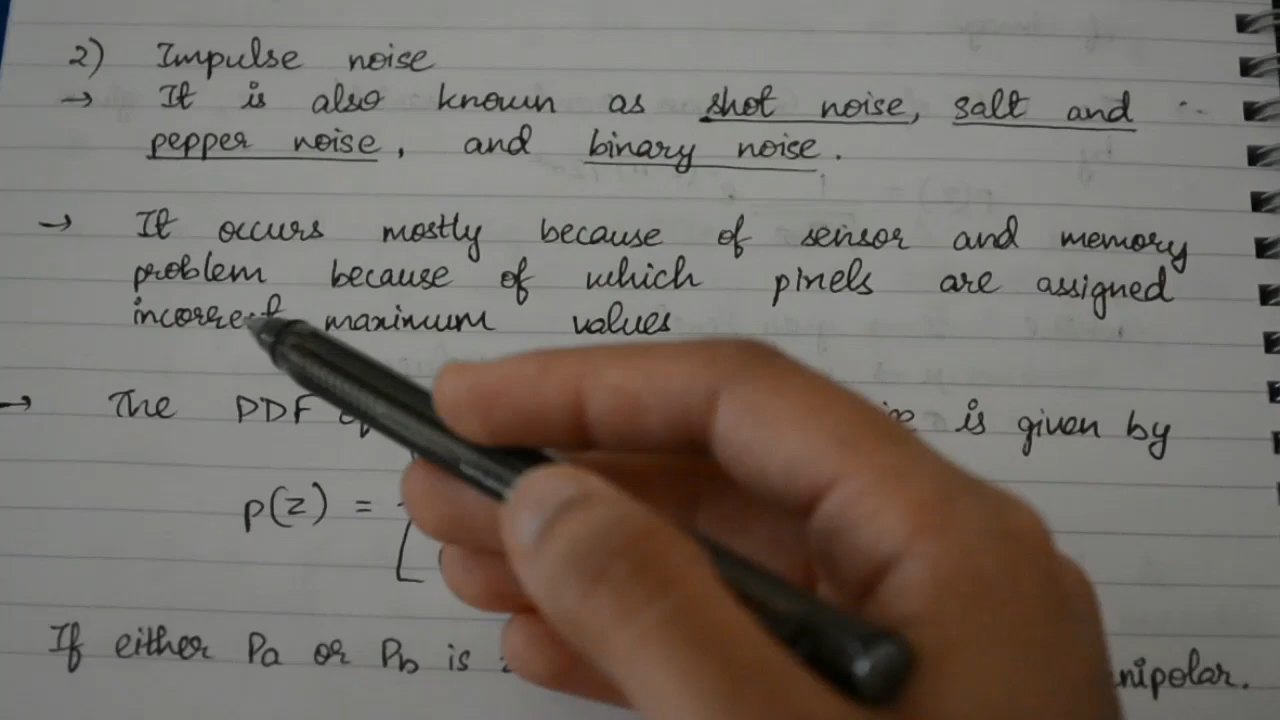 2) Impulse noise
→ It is also known as shot noise, salt and
pepper noise, and binary noise.
→ It occurs mostly because of sensor and memory
problem because of which pixels are assigned
incorrect maximum values
→ The PDF is given by
p(z) =
If either Pa or Pb is nipolar.